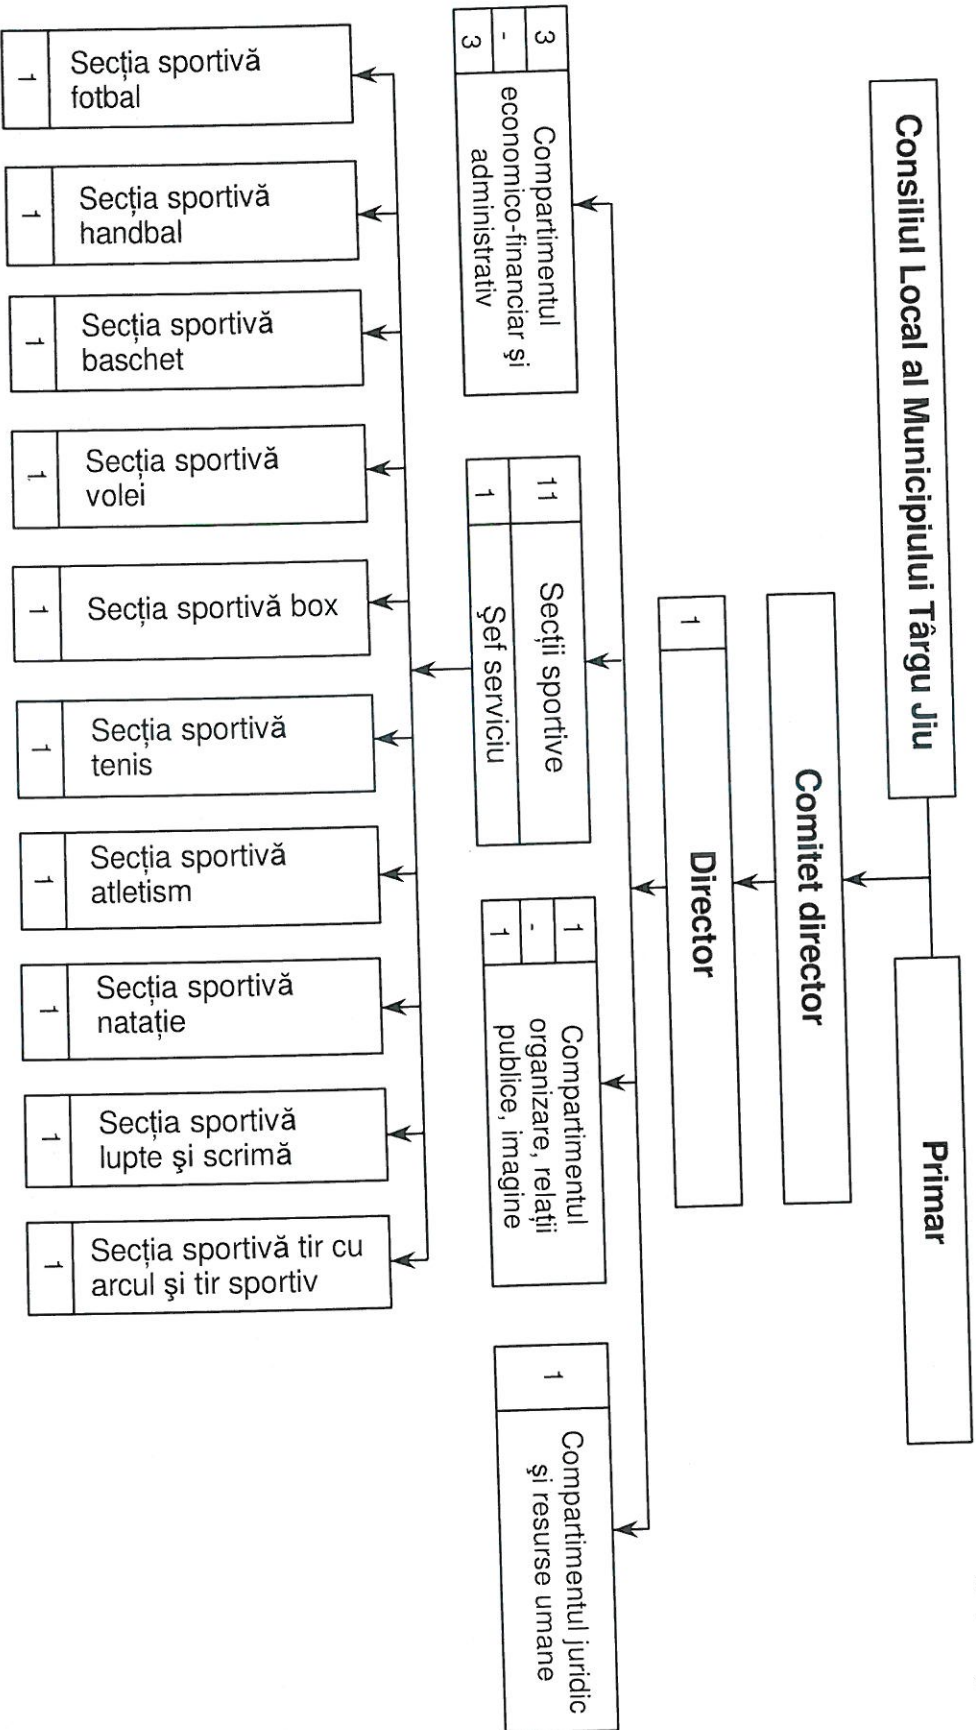 Consiliul Local al Municipiului Târgu Jiu
Primar
Comitet director
1
Director
3
-
3
Compartimentul
economico-financiar și
administrativ
11
Secții sportive
1
Șef serviciu
1
-
1
Compartimentul
organizare, relații
publice, imagine
1
Compartimentul juridic
și resurse umane
Secția sportivă
fotbal
1
Secția sportivă
handbal
1
Secția sportivă
baschet
1
Secția sportivă
volei
1
Secția sportivă box
1
Secția sportivă
tenis
1
Secția sportivă
atletism
1
Secția sportivă
natație
1
Secția sportivă
lupte și scrimă
1
Secția sportivă tir cu
arcul și tir sportiv
1